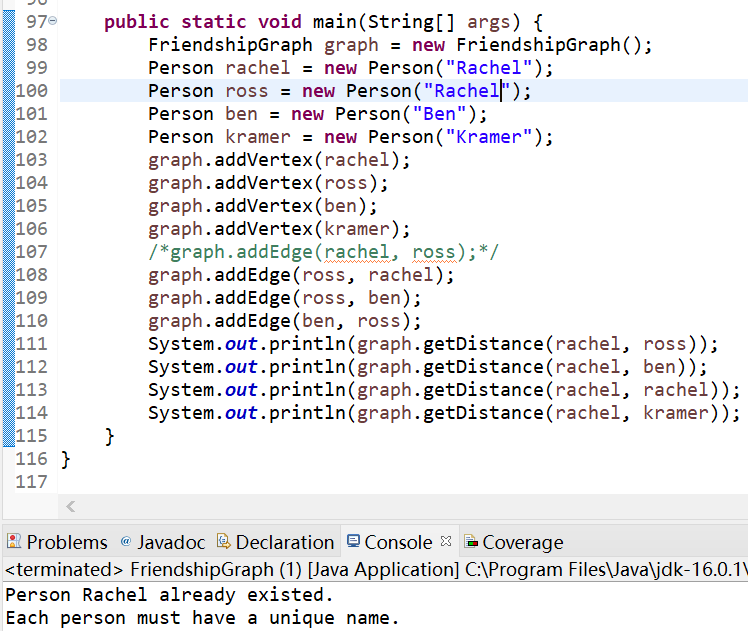 97 public static void main(String[] args) {
98 FriendshipGraph graph = new FriendshipGraph();
99 Person rachel = new Person("Rachel");
100 Person ross = new Person("Rachel");
101 Person ben = new Person("Ben");
102 Person kramer = new Person("Kramer");
103 graph.addVertex(rachel);
104 graph.addVertex(ross);
105 graph.addVertex(ben);
106 graph.addVertex(kramer);
107 /*graph.addEdge(rachel, ross);*/
108 graph.addEdge(ross, rachel);
109 graph.addEdge(ross, ben);
110 graph.addEdge(ben, ross);
111 System.out.println(graph.getDistance(rachel, ross));
112 System.out.println(graph.getDistance(rachel, ben));
113 System.out.println(graph.getDistance(rachel, rachel));
114 System.out.println(graph.getDistance(rachel, kramer));
115 }
116 }
117
Problems @ Javadoc Declaration Console Coverage
<terminated> FriendshipGraph (1) [Java Application] C:\Program Files\Java\jdk-16.0.1\
Person Rachel already existed.
Each person must have a unique name.